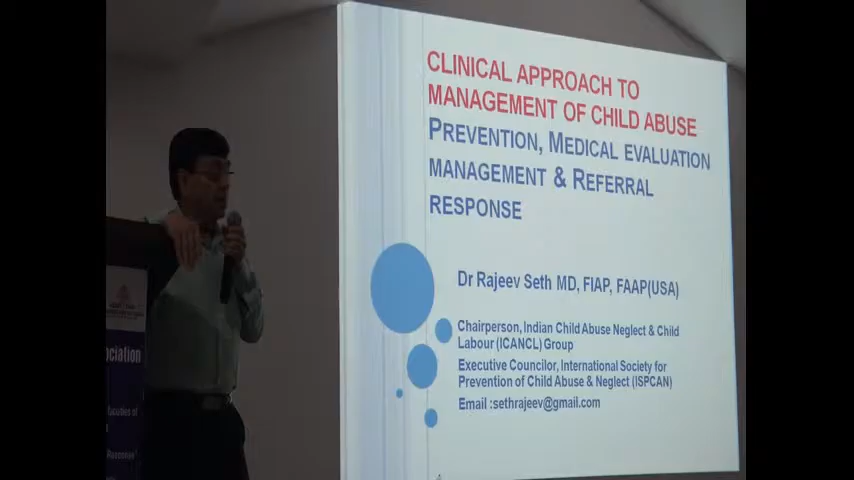 CLINICAL APPROACH TO
MANAGEMENT OF CHILD ABUSE
PREVENTION, MEDICAL EVALUATION
MANAGEMENT & REFERRAL
RESPONSE
Dr Rajeev Seth MD, FIAP, FAAP(USA)
Chairperson, Indian Child Abuse Neglect & Child
Labour (ICANCL) Group
Executive Councilor, International Society for
Prevention of Child Abuse & Neglect (ISPCAN)
Email :sethrajeev@gmail.com
ociation